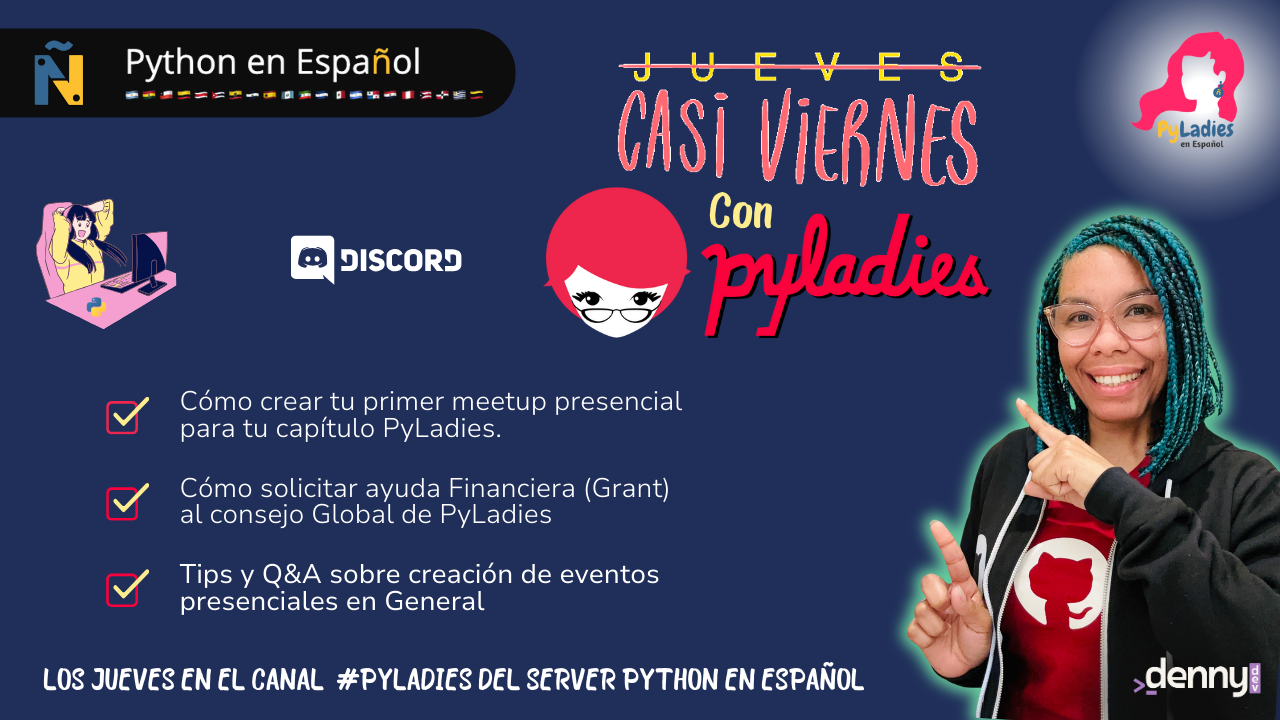 Ñ
Python en Español
JUEVES
CASI VIERNES
Con
pyladies
PyLadies
en Español
DISCORD
Cómo crear tu primer meetup presencial
para tu capítulo PyLadies.
Cómo solicitar ayuda Financiera (Grant)
al consejo Global de PyLadies
Tips y Q&A sobre creación de eventos
presenciales en General
LOS JUEVES EN EL CANAL #PYLADIES DEL SERVER PYTHON EN ESPAÑOL
>_denny dev